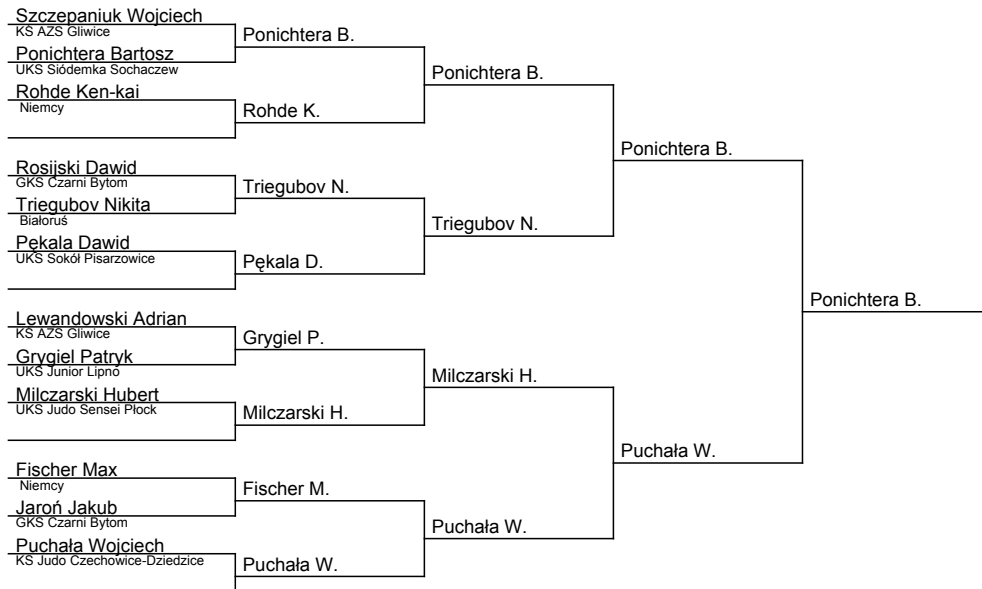 Szczepaniuk Wojciech
KS AZS Gliwice
Ponichtera Bartosz
UKS Siódemka Sochaczew
Rohde Ken-kai
Niemcy
Rosijski Dawid
GKS Czarni Bytom
Triegubov Nikita
Białoruś
Pękala Dawid
UKS Sokół Pisarzowice
Lewandowski Adrian
KS AZS Gliwice
Grygiel Patryk
UKS Junior Lipno
Milczarski Hubert
UKS Judo Sensei Płock
Fischer Max
Niemcy
Jaroń Jakub
GKS Czarni Bytom
Puchała Wojciech
KS Judo Czechowice-Dziedzice
Ponichtera B.
Rohde K.
Triegubov N.
Pękala D.
Grygiel P.
Milczarski H.
Fischer M.
Puchała W.
Ponichtera B.
Triegubov N.
Milczarski H.
Puchała W.
Ponichtera B.
Puchała W.
Ponichtera B.